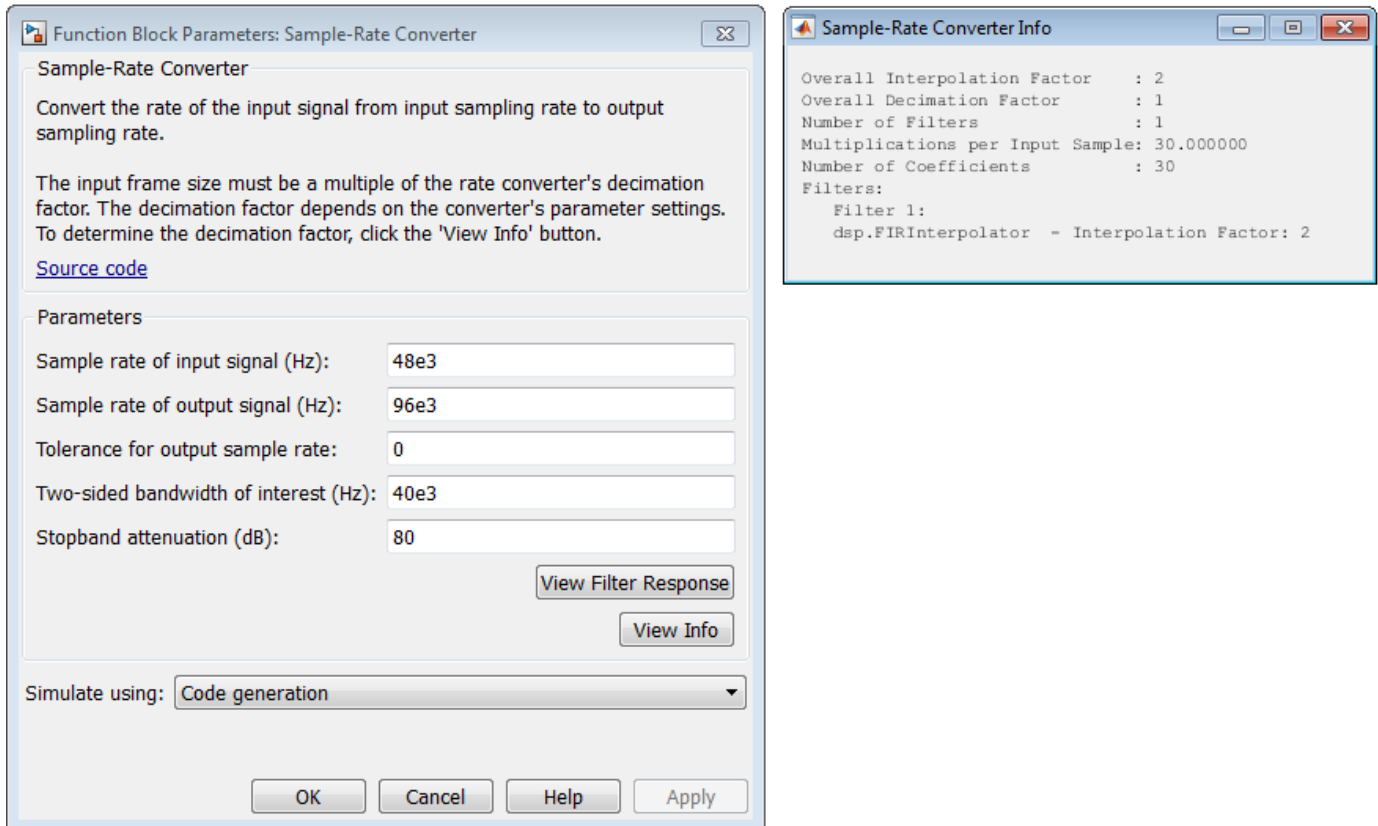 Function Block Parameters: Sample-Rate Converter
Sample-Rate Converter
Convert the rate of the input signal from input sampling rate to output
sampling rate.
The input frame size must be a multiple of the rate converter's decimation
factor. The decimation factor depends on the converter's parameter settings.
To determine the decimation factor, click the 'View Info' button.
Source code
Parameters
Sample rate of input signal (Hz): 48e3
Sample rate of output signal (Hz): 96e3
Tolerance for output sample rate: 0
Two-sided bandwidth of interest (Hz): 40e3
Stopband attenuation (dB): 80
View Filter Response
View Info
Simulate using: Code generation
OK Cancel Help Apply
Sample-Rate Converter Info
Overall Interpolation Factor : 2
Overall Decimation Factor : 1
Number of Filters : 1
Multiplications per Input Sample: 30.000000
Number of Coefficients : 30
Filters:
Filter 1:
dsp.FIRInterpolator - Interpolation Factor: 2